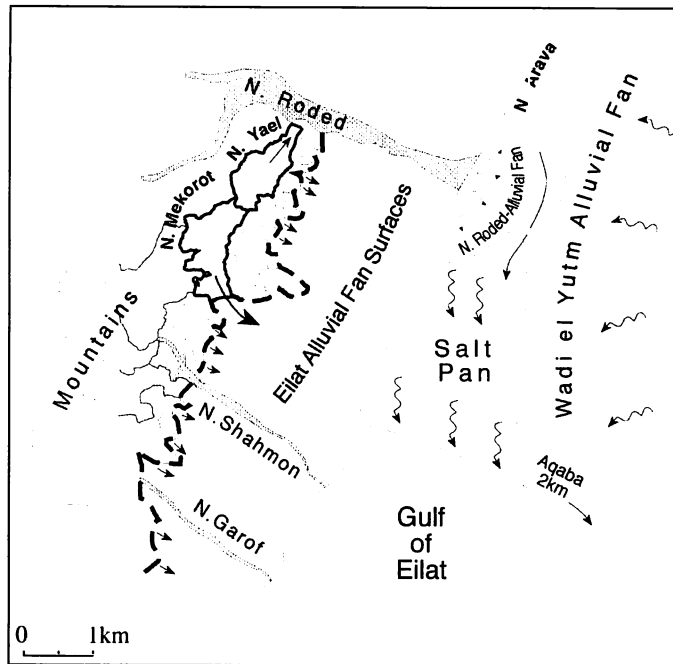 N. Roded
N. Yael
N. Mekorot
N Arava
N. Roded-Alluvial Fan
Wadi el Yutm Alluvial Fan
Eilat Alluvial Fan Surfaces
Mountains
Salt
Pan
N. Shahmon
N. Garof
Aqaba
2km
Gulf
of
Eilat
0 1km